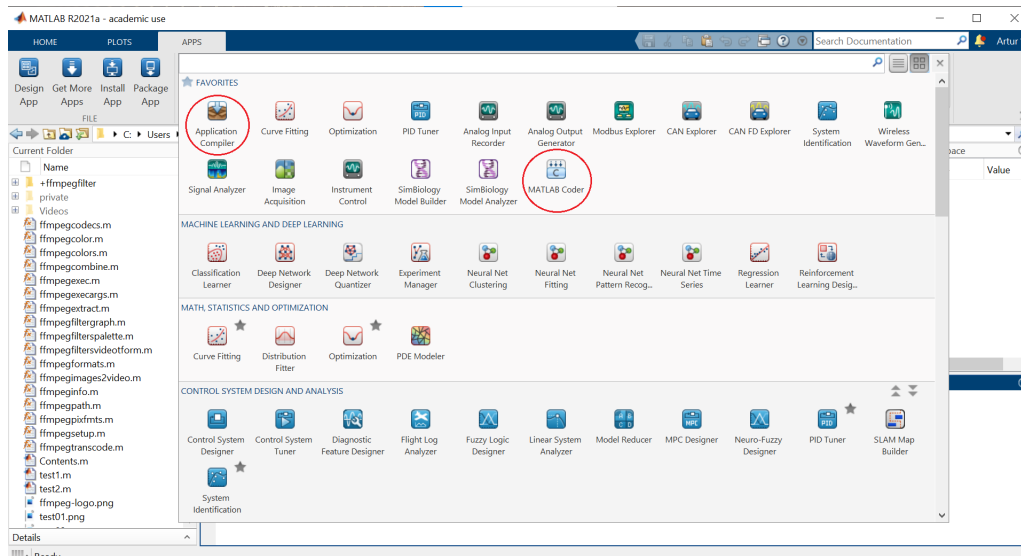 MATLAB R2021a - academic use
HOME PLOTS APPS
Search Documentation
Artur
Design App
Get More Apps
Install App
Package App
FILE
C: Users
Current Folder
Name
+ffmpegfilter
private
Videos
ffmpegcodecs.m
ffmpegcolor.m
ffmpegcolors.m
ffmpegcombine.m
ffmpegexec.m
ffmpegexecargs.m
ffmpegextract.m
ffmpegfiltergraph.m
ffmpegfilterspalette.m
ffmpegfiltersvideotform.m
ffmpegformats.m
ffmpegimages2video.m
ffmpeginfo.m
ffmpegpath.m
ffmpegpixfmts.m
ffmpegsetup.m
ffmpegtranscode.m
Contents.m
test1.m
test2.m
ffmpeg-logo.png
test01.png
Details
FAVORITES
Application Compiler
Curve Fitting
Optimization
PID Tuner
Analog Input Recorder
Analog Output Generator
Modbus Explorer
CAN Explorer
CAN FD Explorer
System Identification
Wireless Waveform Gen...
Signal Analyzer
Image Acquisition
Instrument Control
SimBiology Model Builder
SimBiology Model Analyzer
MATLAB Coder
MACHINE LEARNING AND DEEP LEARNING
Classification Learner
Deep Network Designer
Deep Network Quantizer
Experiment Manager
Neural Net Clustering
Neural Net Fitting
Neural Net Pattern Recog...
Neural Net Time Series
Regression Learner
Reinforcement Learning Desig...
MATH, STATISTICS AND OPTIMIZATION
Curve Fitting
Distribution Fitter
Optimization
PDE Modeler
CONTROL SYSTEM DESIGN AND ANALYSIS
Control System Designer
Control System Tuner
Diagnostic Feature Designer
Flight Log Analyzer
Fuzzy Logic Designer
Linear System Analyzer
Model Reducer
MPC Designer
Neuro-Fuzzy Designer
PID Tuner
SLAM Map Builder
System Identification
Value